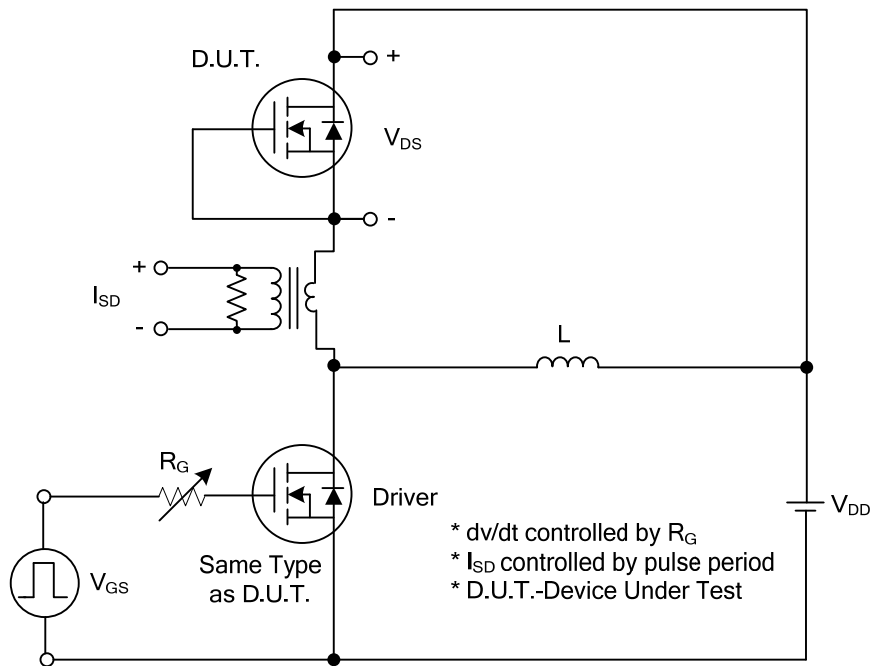 D.U.T.
+
V_DS
-
+
I_SD
-
L
R_G
Driver
V_DD
* dv/dt controlled by R_G
* I_SD controlled by pulse period
* D.U.T.-Device Under Test
Same Type
as D.U.T.
V_GS